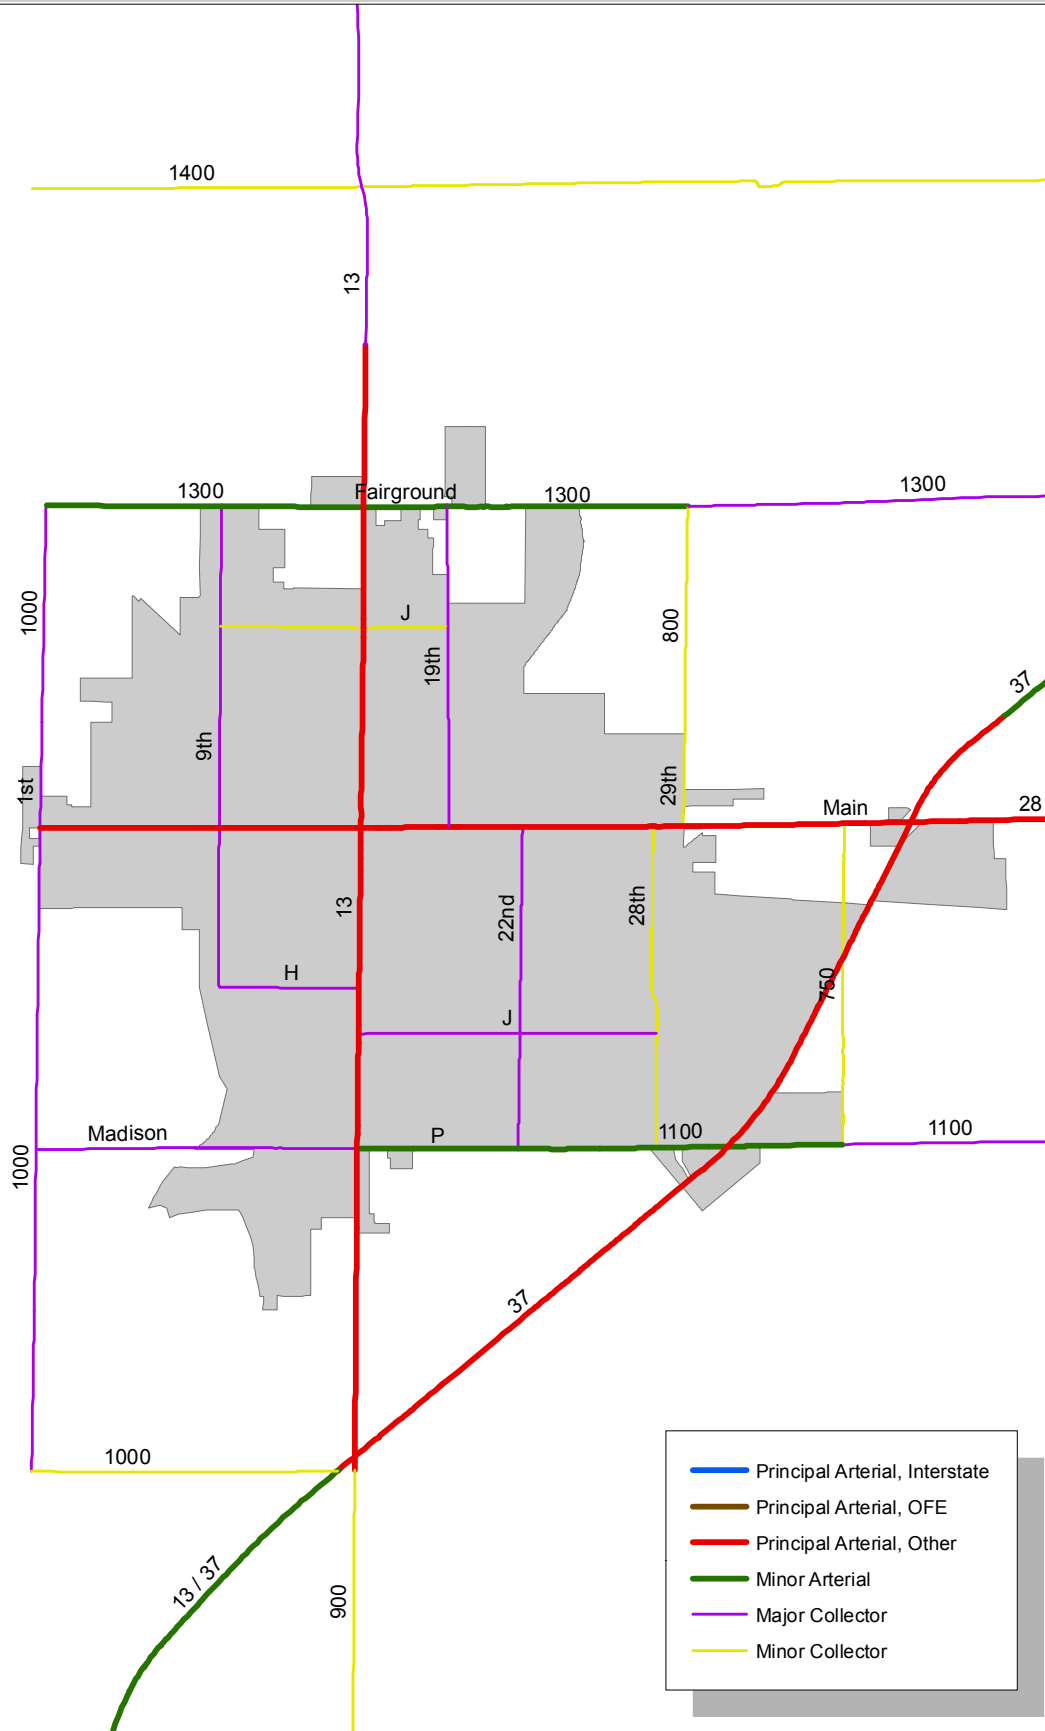 1400
13
1300
Fairground
1300
1300
1000
J
800
19th
37
9th
1st
29th
Main
28
13
22nd
28th
H
750
J
Madison
P
1100
1100
1000
37
1000
13 / 37
900
Principal Arterial, Interstate
Principal Arterial, OFE
Principal Arterial, Other
Minor Arterial
Major Collector
Minor Collector